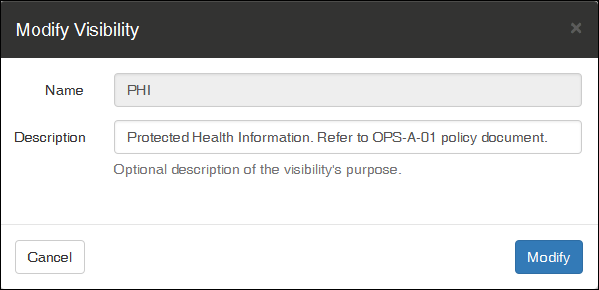 Modify Visibility ×
Name PHI
Description Protected Health Information. Refer to OPS-A-01 policy document.
Optional description of the visibility's purpose.
Cancel Modify